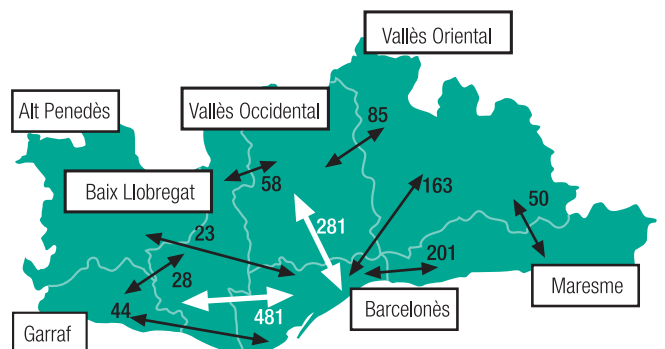 Vallès Oriental
Alt Penedès
Vallès Occidental
85
58
Baix Llobregat
163
50
23
281
201
28
Maresme
44
481
Barcelonès
Garraf